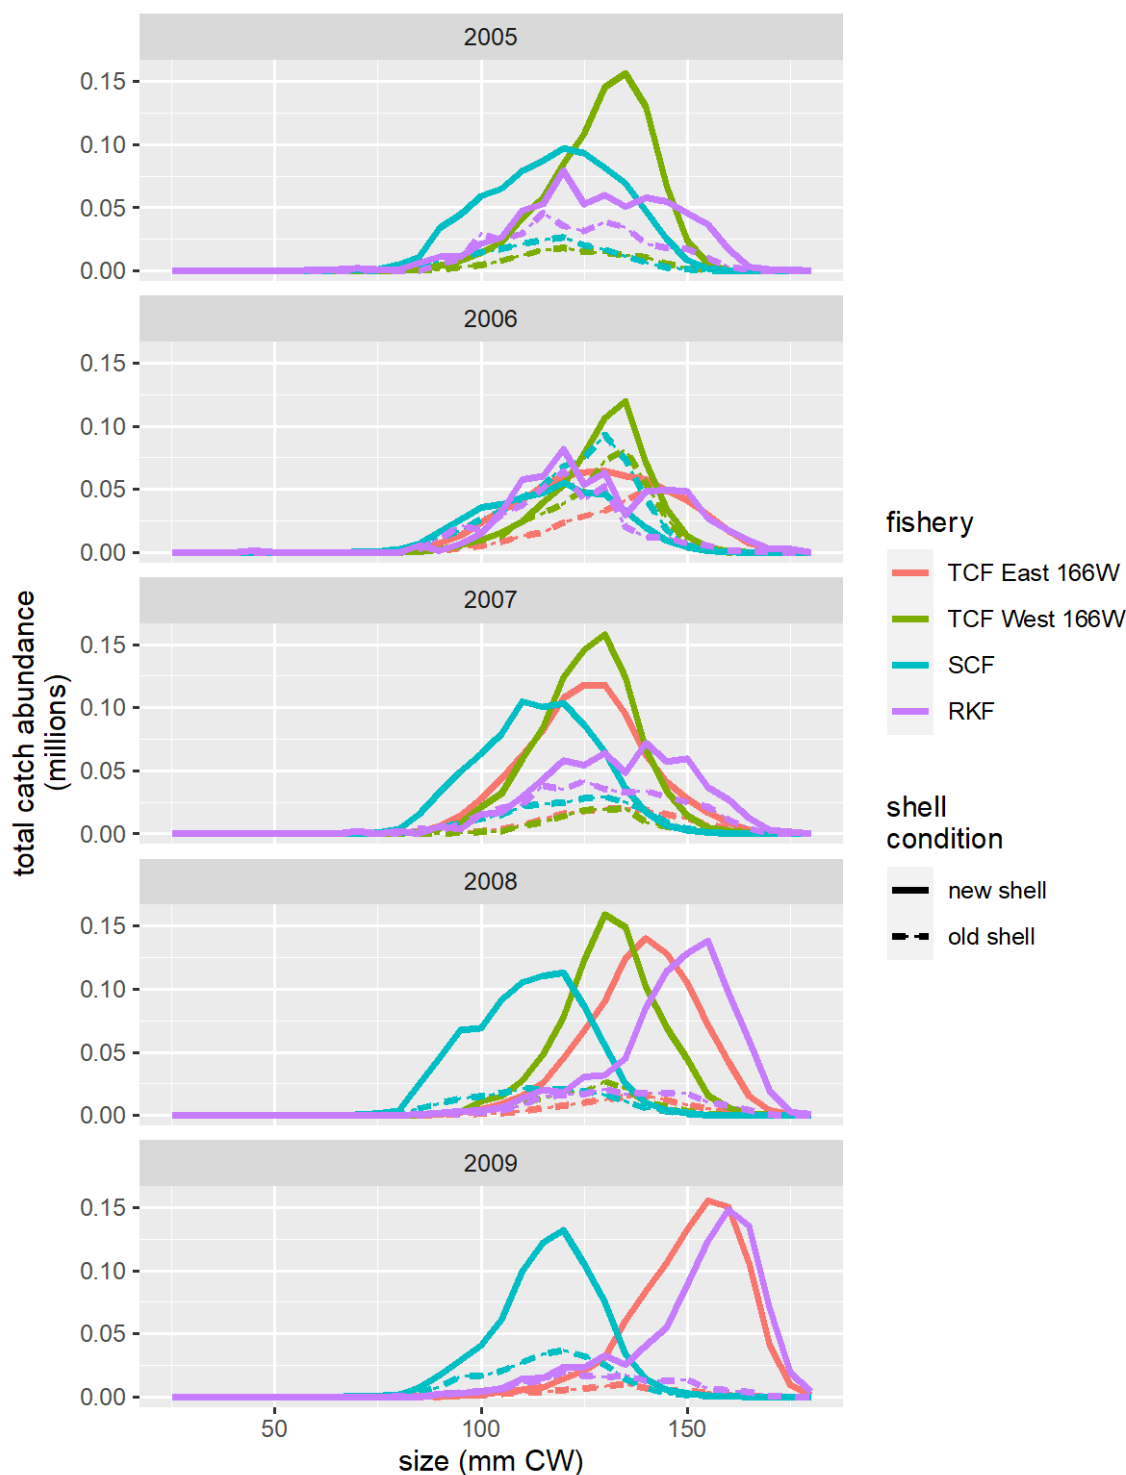 2005
0.15
0.10
0.05
0.00
2006
0.15
0.10
0.05
0.00
2007
0.15
0.10
0.05
0.00
2008
0.15
0.10
0.05
0.00
2009
0.15
0.10
0.05
0.00
50
100
150
size (mm CW)
total catch abundance
(millions)
fishery
TCF East 166W
TCF West 166W
SCF
RKF
shell
condition
new shell
old shell